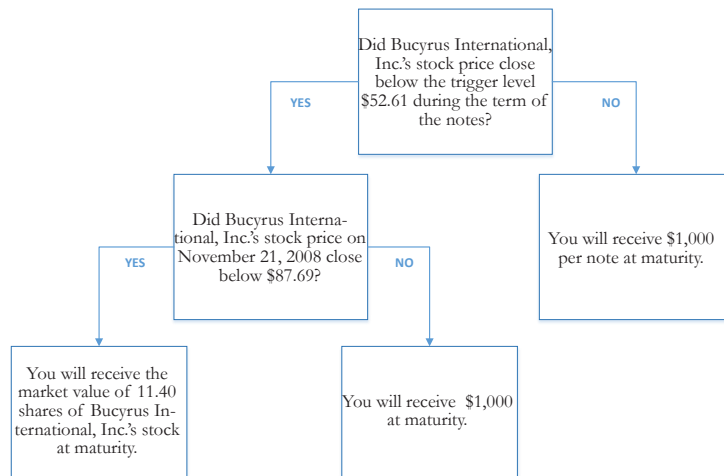 Did Bucyrus International,
Inc.'s stock price close
below the trigger level
$52.61 during the term of
the notes?
YES
NO
Did Bucyrus Interna-
tional, Inc.'s stock price on
November 21, 2008 close
below $87.69?
You will receive $1,000
per note at maturity.
YES
NO
You will receive the
market value of 11.40
shares of Bucyrus In-
ternational, Inc.'s stock
at maturity.
You will receive  $1,000
at maturity.